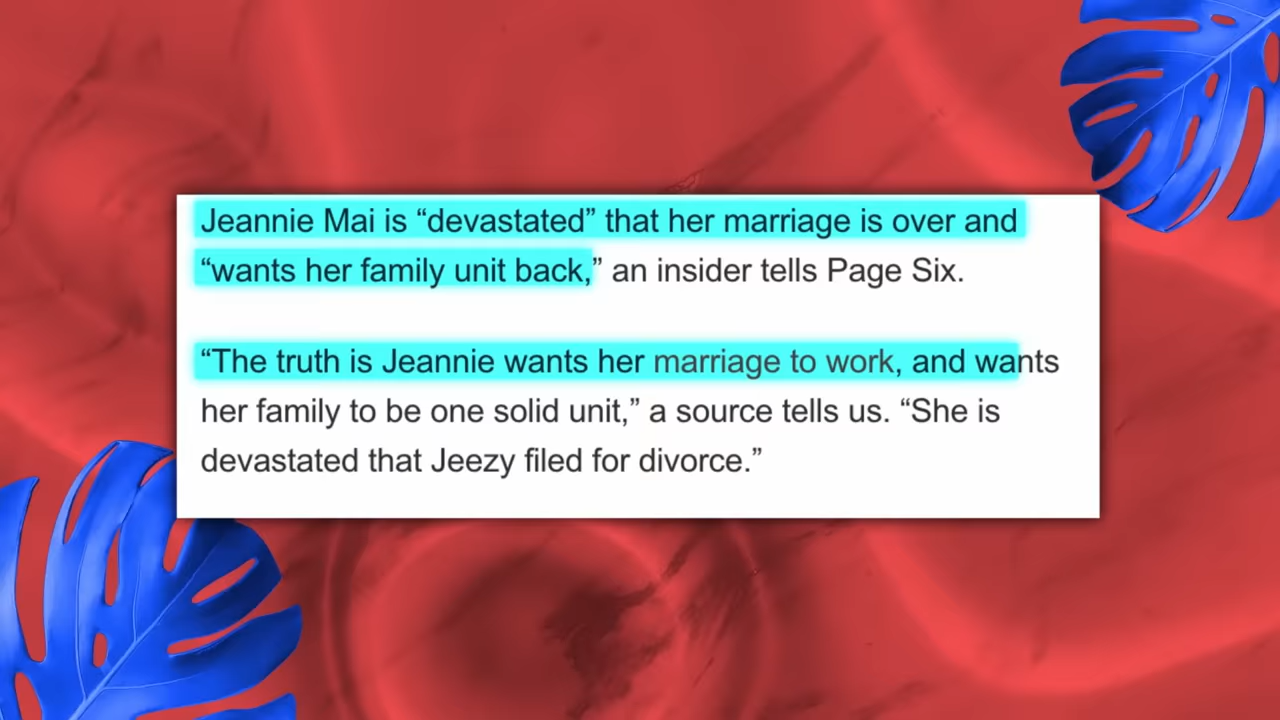 Jeannie Mai is “devastated” that her marriage is over and
“wants her family unit back,” an insider tells Page Six.
“The truth is Jeannie wants her marriage to work, and wants
her family to be one solid unit,” a source tells us. “She is
devastated that Jeezy filed for divorce.”